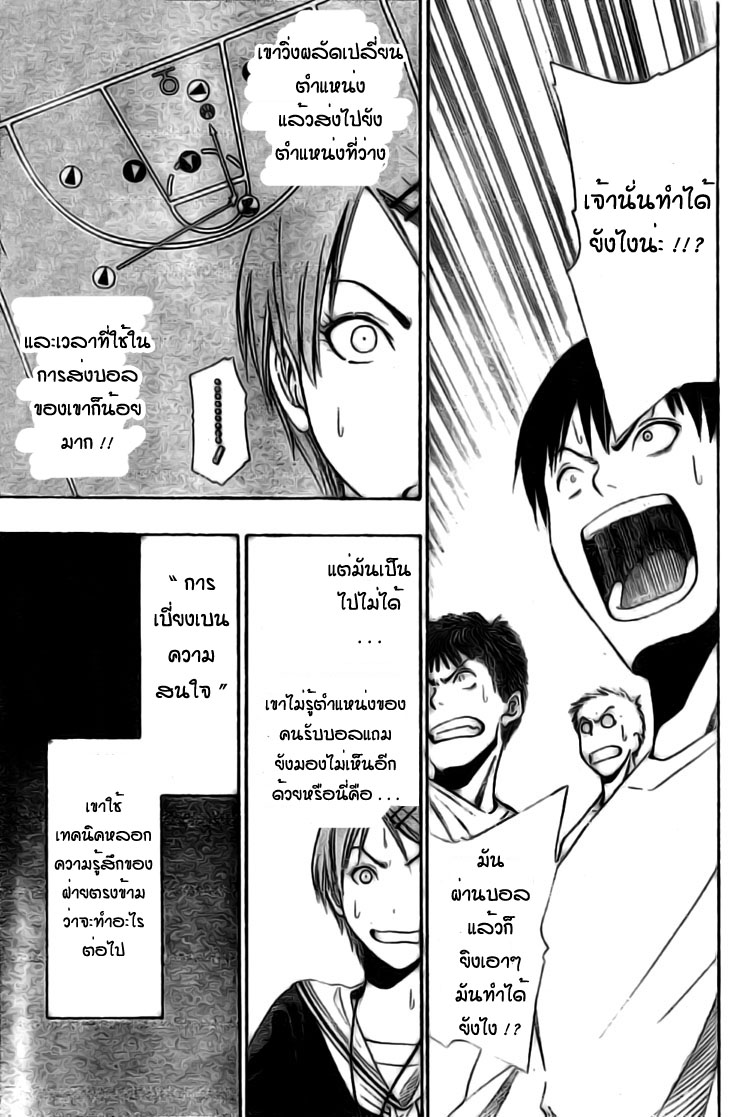 เจ้านั่นทำได้
ยังไงน่ะ !!?
มัน
ผ่านบอล
แล้วก็
ยิงเอาๆ
มันทำได้
ยังไง !?
เขาวิ่งผลัดเปลี่ยน
ตำแหน่ง
แล้วส่งไปยัง
ตำแหน่งที่ว่าง
และเวลาที่ใช้ใน
การส่งบอล
ของเขาก็น้อย
มาก !!
แต่มันเป็น
ไปไม่ได้
...
เขาไม่รู้ตำแหน่งของ
คนรับบอลแถม
ยังมองไม่เห็นอีก
ด้วยหรือนี่คือ ...
“ การ
เบี่ยงเบน
ความ
สนใจ ”
เขาใช้
เทคนิคหลอก
ความรู้สึกของ
ฝ่ายตรงข้าม
ว่าจะทำอะไร
ต่อไป